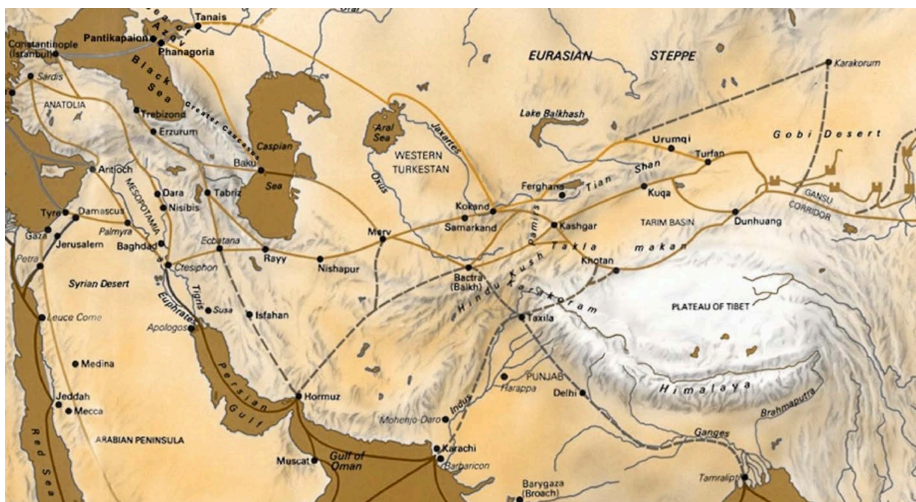 Tanais
Sea
of
Azov
Pantikapaion
Phanagoria
Aral
EURASIAN STEPPE
Constantinople
(Istanbul)
Karakorum
Sardis
Black
Sea
ANATOLIA
Greater Caucasus
Trebizond
Erzurum
Caspian
Sea
Aral
Sea
Jaxartes
Lake Balkhash
Urumqi
Gobi Desert
Turfan
Baku
WESTERN
TURKESTAN
Oxus
Tian Shan
Antioch
MESOPOTAMIA
Dara
Nisibis
Tabriz
Ferghana
Kuqa
GANSU
CORRIDOR
Kokand
Samarkand
Pamirs
Kashgar
TARIM BASIN
Dunhuang
Tyre
Damascus
Gaza
Jerusalem
Palmyra
Baghdad
Ecbatana
Merv
Takla makan
Petra
Ctesiphon
Rayy
Nishapur
Bactra
(Balkh)
Hindu Kush
Khotan
Karakoram
Syrian Desert
Euphrates
Tigris
Susa
Isfahan
PLATEAU OF TIBET
Leuce Come
Apologos
Taxila
Medina
Persian
Gulf
PUNJAB
Harappa
Himalaya
Jeddah
Mecca
Hormuz
Mohenjo-Daro
Indus
Delhi
Brahmaputra
Red Sea
ARABIAN PENINSULA
Ganges
Muscat
Gulf of
Oman
Karachi
Barbaricon
Barygaza
(Broach)
Tamralipti